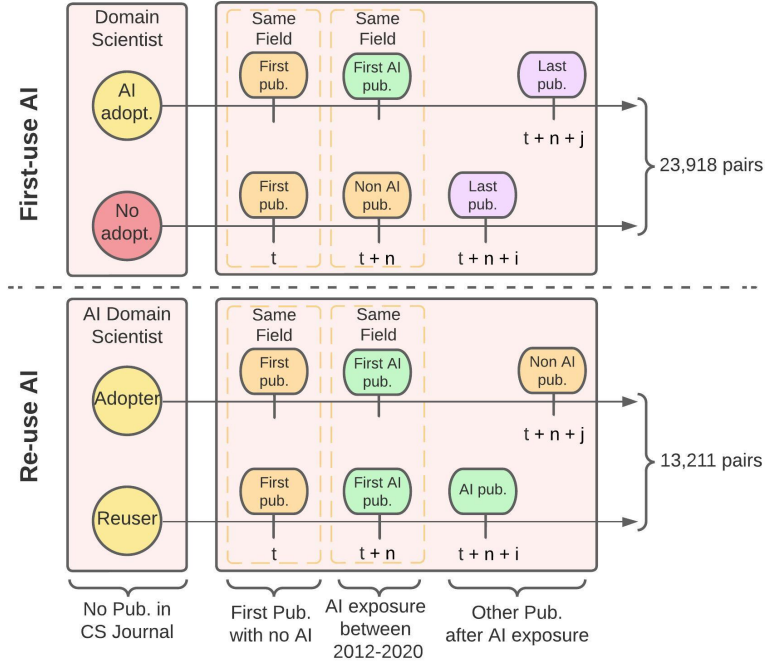 First-use AI
Domain
Scientist
AI
adopt.
No
adopt.
Same
Field
Same
Field
First
pub.
First AI
pub.
Last
pub.
t + n + j
First
pub.
Non AI
pub.
Last
pub.
t
t + n
t + n + i
23,918 pairs
Re-use AI
AI Domain
Scientist
Adopter
Reuser
Same
Field
Same
Field
First
pub.
First AI
pub.
Non AI
pub.
t + n + j
First
pub.
First AI
pub.
AI pub.
t
t + n
t + n + i
13,211 pairs
No Pub. in
CS Journal
First Pub.
with no AI
AI exposure
between
2012-2020
Other Pub.
after AI exposure